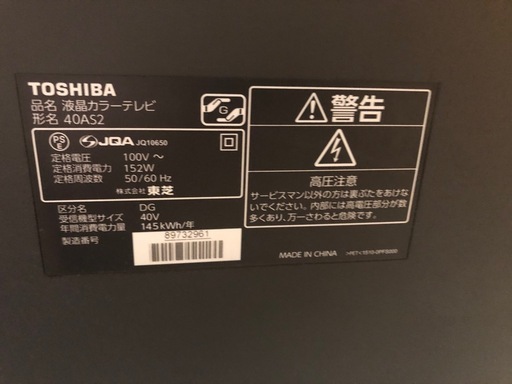 TOSHIBA
品名 液晶カラーテレビ
形名 40AS2
G
PS
E
JQA JQ10650
定格電圧 100V ～
定格消費電力 152W
定格周波数 50/60 Hz
株式会社 東芝
区分名 DG
受信機型サイズ 40V
年間消費電力量 145kWh/年
製造番号
89732961
警告
高圧注意
サービスマン以外の方は裏ぶたをあけな
いでください。内部には高電圧部分が数
多くあり、万一さわると危険です。
MADE IN CHINA